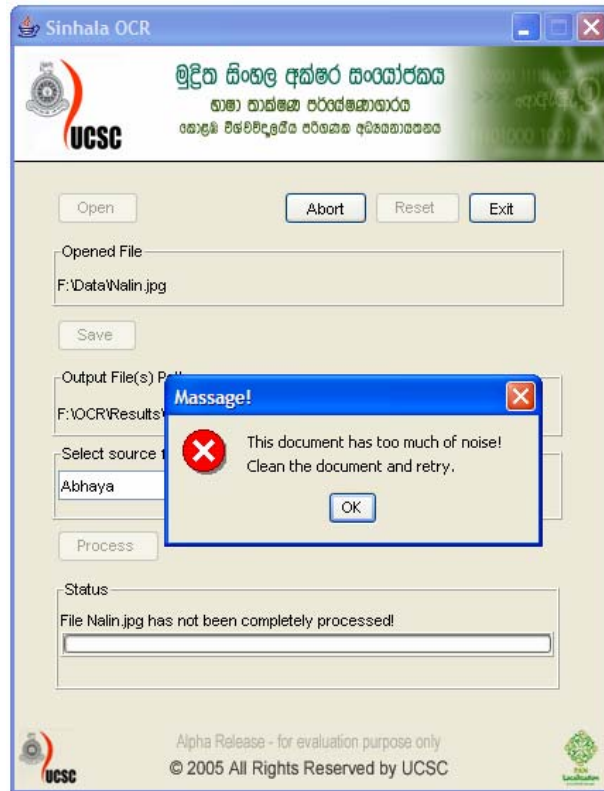 Sinhala OCR
මුද්‍රිත සිංහල අක්ෂර සංයෝජකය
භාෂා තාක්ෂණ පර්යේෂණාගාරය
කොළඹ විශ්වවිද්‍යාලයීය පරිගණක අධ්‍යයනායතනය
UCSC
Open
Abort
Reset
Exit
Opened File
F:\Data\Nalin.jpg
Save
Output File(s)
F:\OCR\Results\
Select source
Abhaya
Massage!
This document has too much of noise!
Clean the document and retry.
OK
Process
Status
File Nalin.jpg has not been completely processed!
Alpha Release - for evaluation purpose only
© 2005 All Rights Reserved by UCSC
UCSC
PAN
Localization